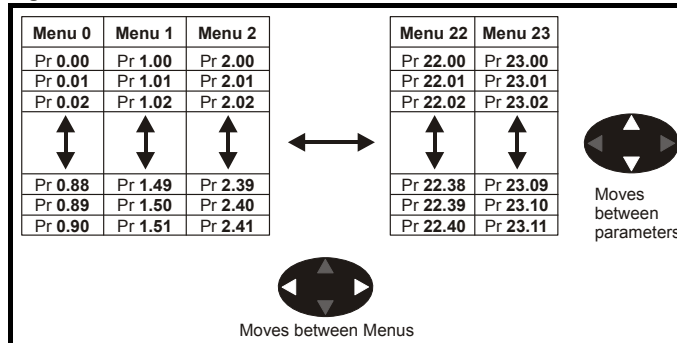 Menu 0 Menu 1 Menu 2 Menu 22 Menu 23
Pr 0.00 Pr 1.00 Pr 2.00 Pr 22.00 Pr 23.00
Pr 0.01 Pr 1.01 Pr 2.01 Pr 22.01 Pr 23.01
Pr 0.02 Pr 1.02 Pr 2.02 Pr 22.02 Pr 23.02
Pr 0.88 Pr 1.49 Pr 2.39 Pr 22.38 Pr 23.09
Pr 0.89 Pr 1.50 Pr 2.40 Pr 22.39 Pr 23.10
Pr 0.90 Pr 1.51 Pr 2.41 Pr 22.40 Pr 23.11
Moves
between
parameters
Moves between Menus